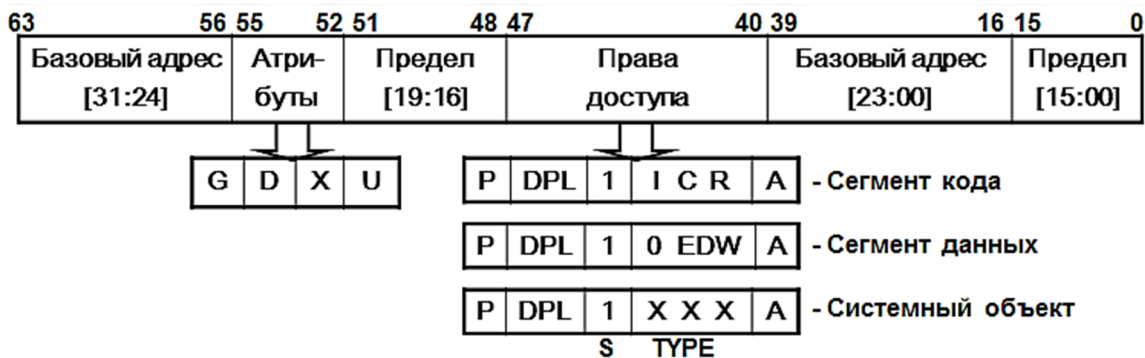 63 56 55 52 51 48 47 40 39 16 15 0
Базовый адрес Атри- Предел Права Базовый адрес Предел
[31:24] буты [19:16] доступа [23:00] [15:00]
G D X U
P DPL 1 I C R A - Сегмент кода
P DPL 1 0 EDW A - Сегмент данных
P DPL 1 X X X A - Системный объект
S TYPE